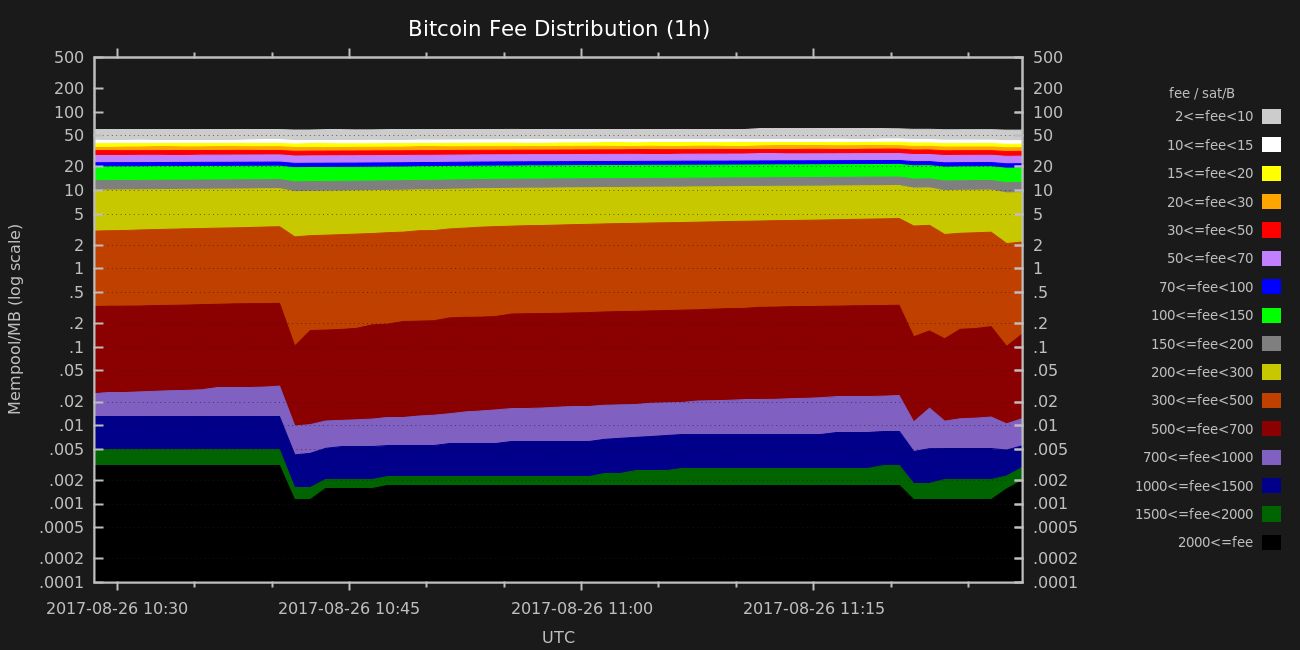 Bitcoin Fee Distribution (1h)
500 500
200 200
100 100
50 50
20 20
10 10
5 5
2 2
1 1
.5 .5
.2 .2
.1 .1
.05 .05
.02 .02
.01 .01
.005 .005
.002 .002
.001 .001
.0005 .0005
.0002 .0002
.0001 .0001
Mempool/MB (log scale)
2017-08-26 10:30 2017-08-26 10:45 2017-08-26 11:00 2017-08-26 11:15
UTC
fee / sat/B
2<=fee<10
10<=fee<15
15<=fee<20
20<=fee<30
30<=fee<50
50<=fee<70
70<=fee<100
100<=fee<150
150<=fee<200
200<=fee<300
300<=fee<500
500<=fee<700
700<=fee<1000
1000<=fee<1500
1500<=fee<2000
2000<=fee